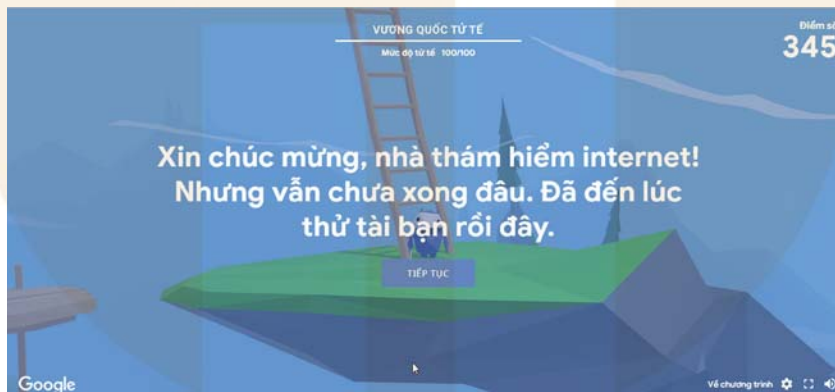 VƯƠNG QUỐC TỬ TẾ
Mức độ tử tế 100/100
Điểm số
345
Xin chúc mừng, nhà thám hiểm internet!
Nhưng vẫn chưa xong đâu. Đã đến lúc
thử tài bạn rồi đây.
TIẾP TỤC
Google
Về chương trình